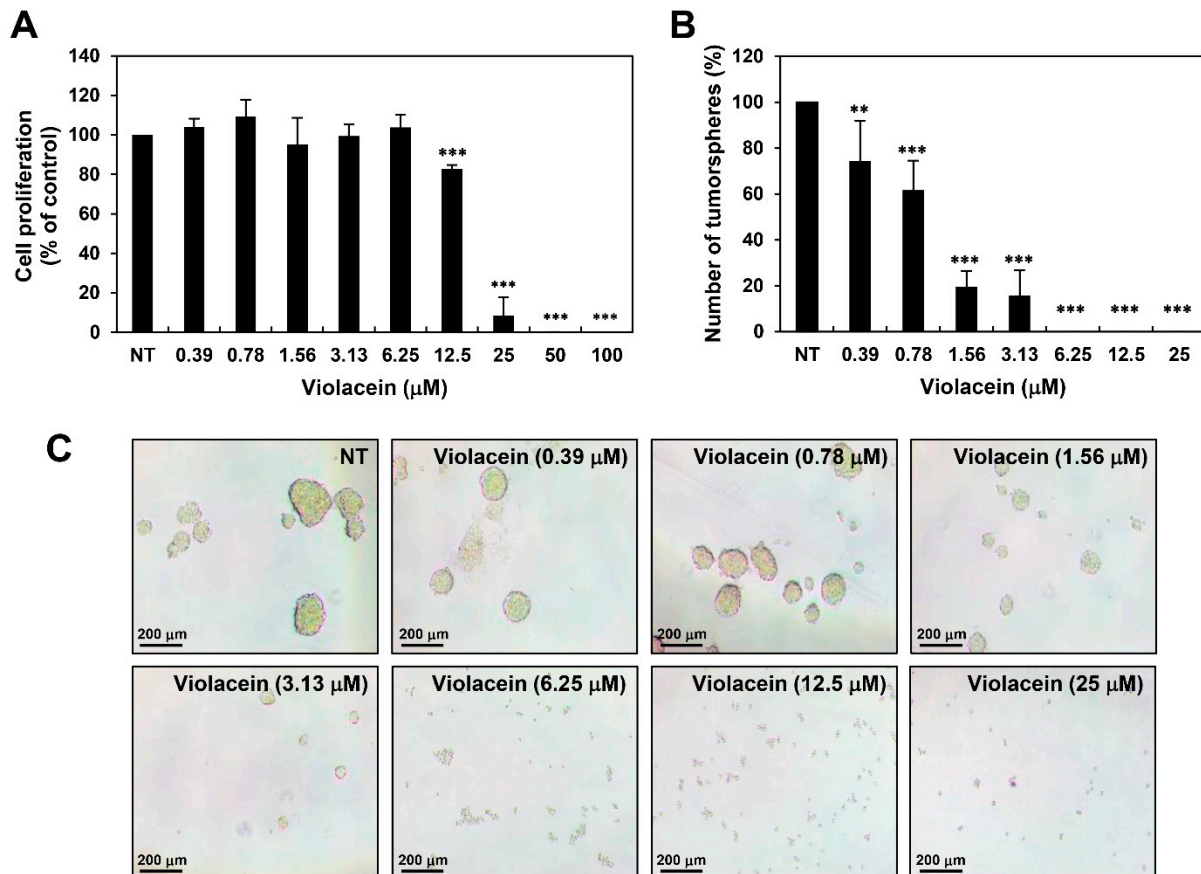 A
Cell proliferation
(% of control)
140
120
100
80
60
40
20
0
***
***
***
***
NT 0.39 0.78 1.56 3.13 6.25 12.5 25 50 100
Violacein (μM)
B
Number of tumorspheres (%)
120
100
80
60
40
20
0
**
***
***
***
***
***
***
NT 0.39 0.78 1.56 3.13 6.25 12.5 25
Violacein (μM)
C
NT
200 μm
Violacein (0.39 μM)
200 μm
Violacein (0.78 μM)
200 μm
Violacein (1.56 μM)
200 μm
Violacein (3.13 μM)
200 μm
Violacein (6.25 μM)
200 μm
Violacein (12.5 μM)
200 μm
Violacein (25 μM)
200 μm